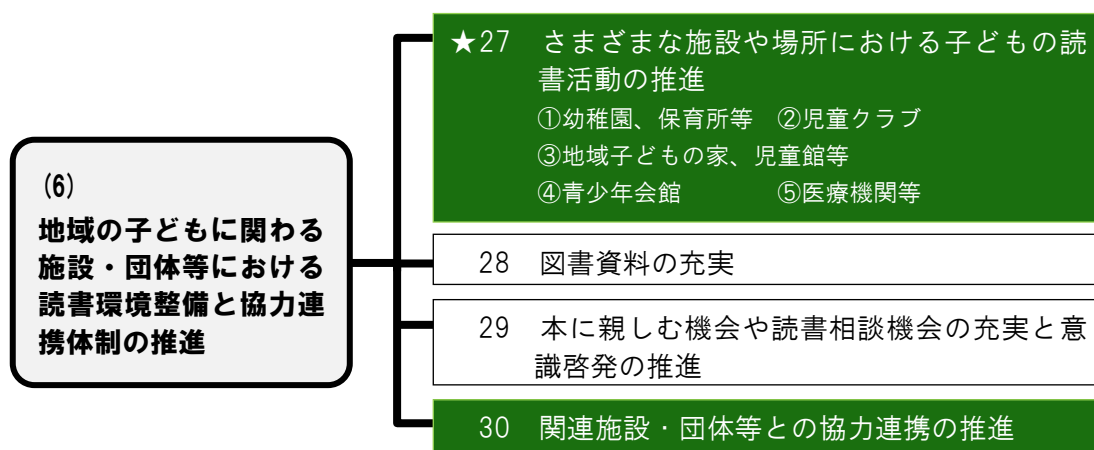 (6)
地域の子どもに関わる
施設・団体等における
読書環境整備と協力連
携体制の推進
★27 さまざまな施設や場所における子どもの読
書活動の推進
①幼稚園、保育所等 ②児童クラブ
③地域子どもの家、児童館等
④青少年会館 ⑤医療機関等
28 図書資料の充実
29 本に親しむ機会や読書相談機会の充実と意
識啓発の推進
30 関連施設・団体等との協力連携の推進